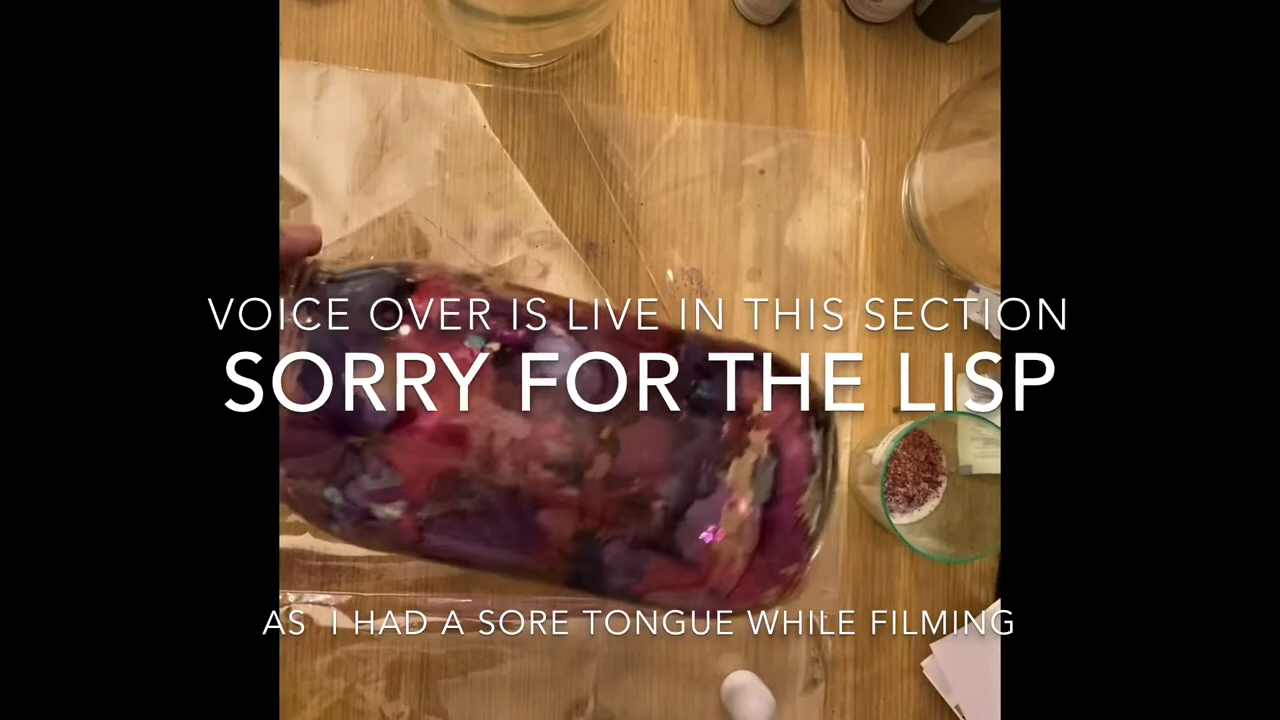 VOICE OVER IS LIVE IN THIS SECTION
SORRY FOR THE LISP
AS I HAD A SORE TONGUE WHILE FILMING